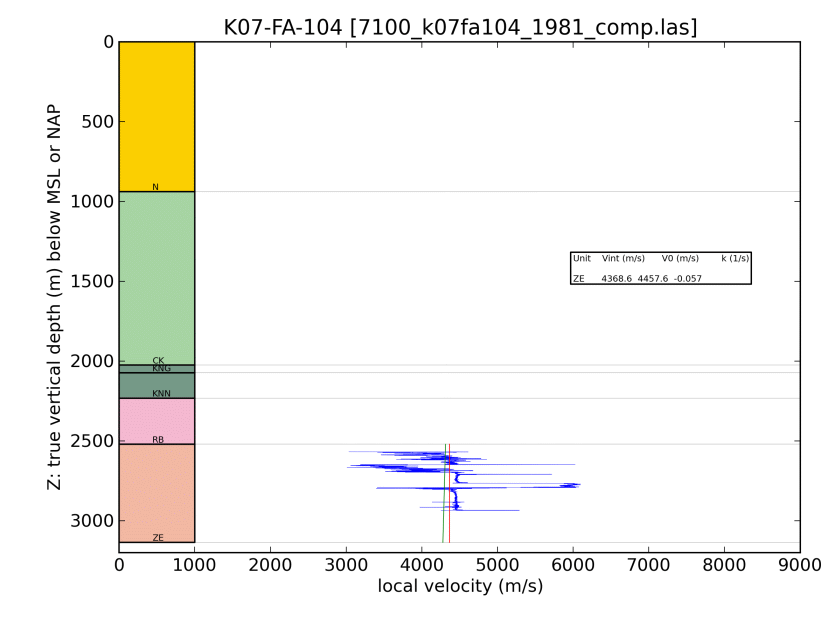 K07-FA-104 [7100_k07fa104_1981_comp.las]
Z: true vertical depth (m) below MSL or NAP
0
500
1000
1500
2000
2500
3000
N
CK
KNG
KNN
RB
ZE
Unit Vint (m/s) V0 (m/s) k (1/s)
ZE 4368.6 4457.6 -0.057
0 1000 2000 3000 4000 5000 6000 7000 8000 9000
local velocity (m/s)